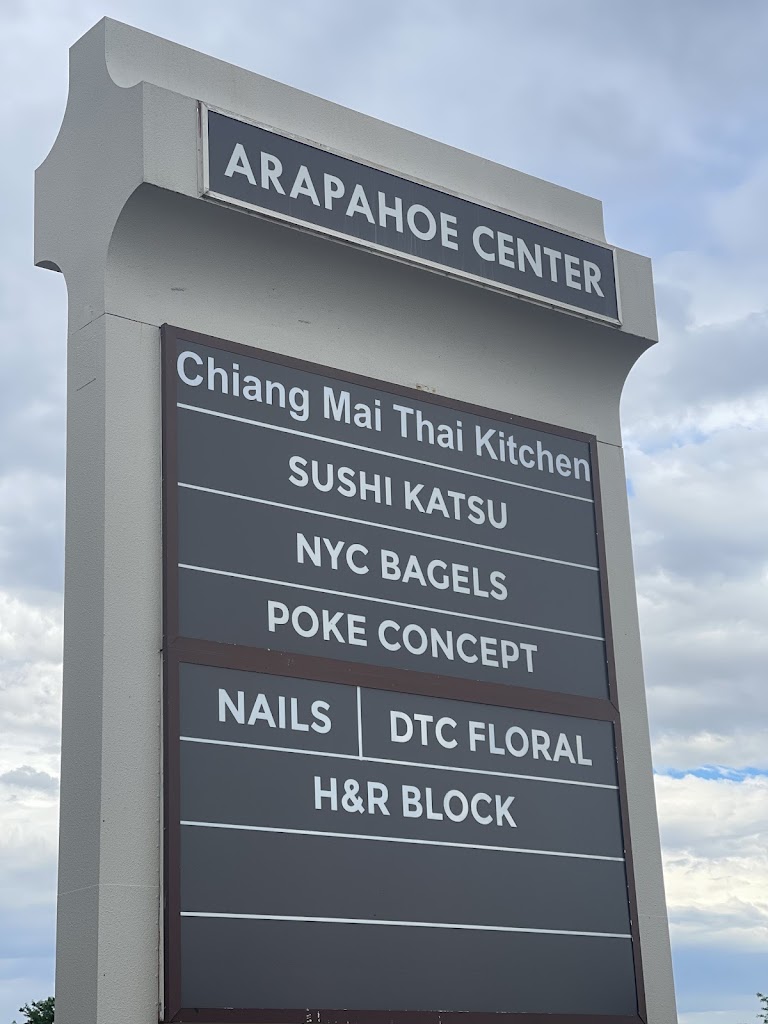 ARAPAHOE CENTER
Chiang Mai Thai Kitchen
SUSHI KATSU
NYC BAGELS
POKE CONCEPT
NAILS
DTC FLORAL
H&R BLOCK